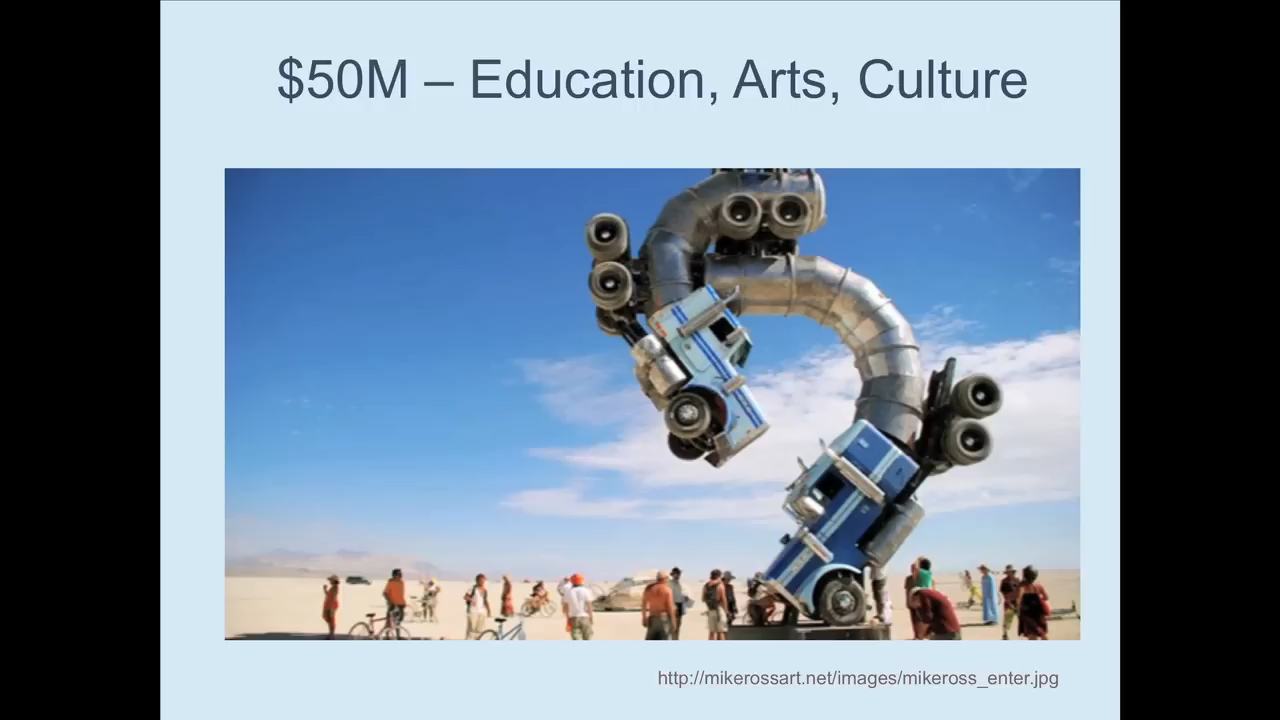 $50M – Education, Arts, Culture
http://mikerossart.net/images/mikeross_enter.jpg